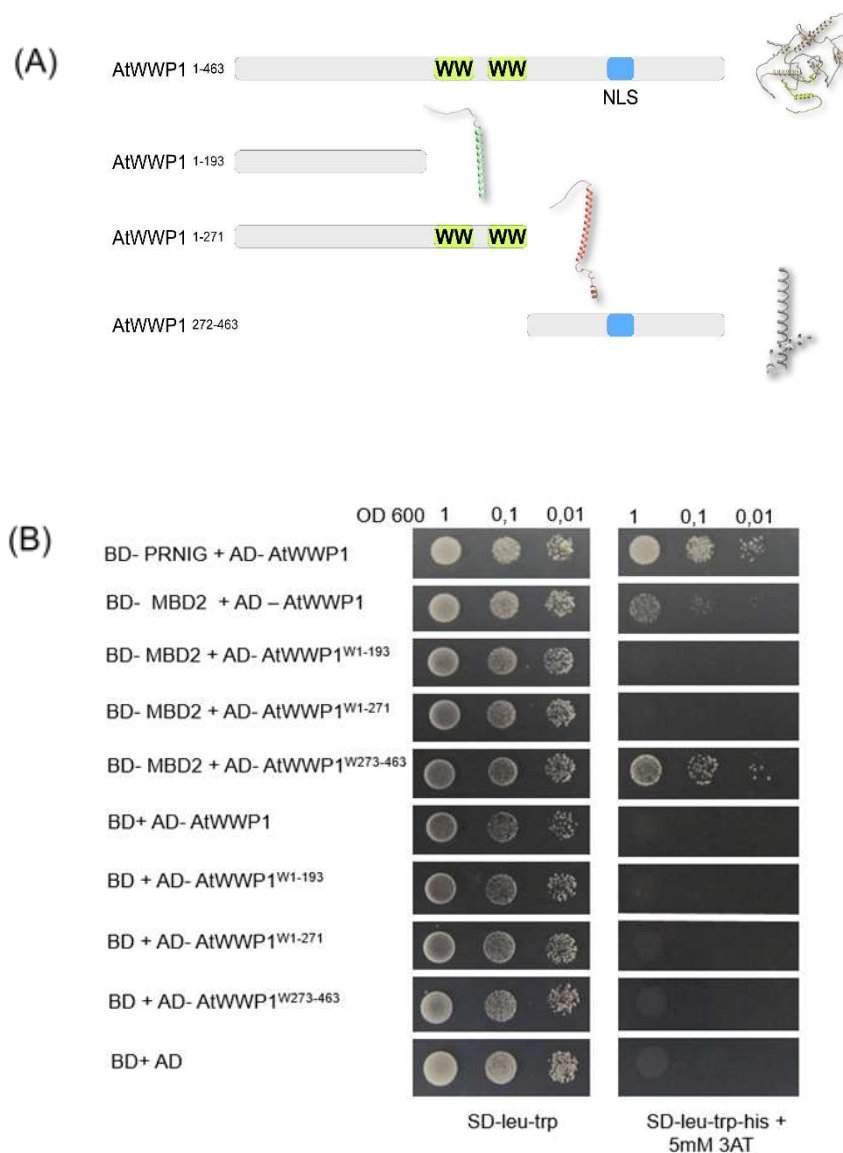 (A)
AtWWP1 1-463
WW WW
NLS
AtWWP1 1-193
AtWWP1 1-271
WW WW
AtWWP1 272-463
(B)
OD 600 1 0,1 0,01 1 0,1 0,01
BD- PRNIG + AD- AtWWP1
BD- MBD2 + AD – AtWWP1
BD- MBD2 + AD- AtWWP1W1-193
BD- MBD2 + AD- AtWWP1W1-271
BD- MBD2 + AD- AtWWP1W273-463
BD+ AD- AtWWP1
BD + AD- AtWWP1W1-193
BD + AD- AtWWP1W1-271
BD + AD- AtWWP1W273-463
BD+ AD
SD-leu-trp
SD-leu-trp-his +
5mM 3AT